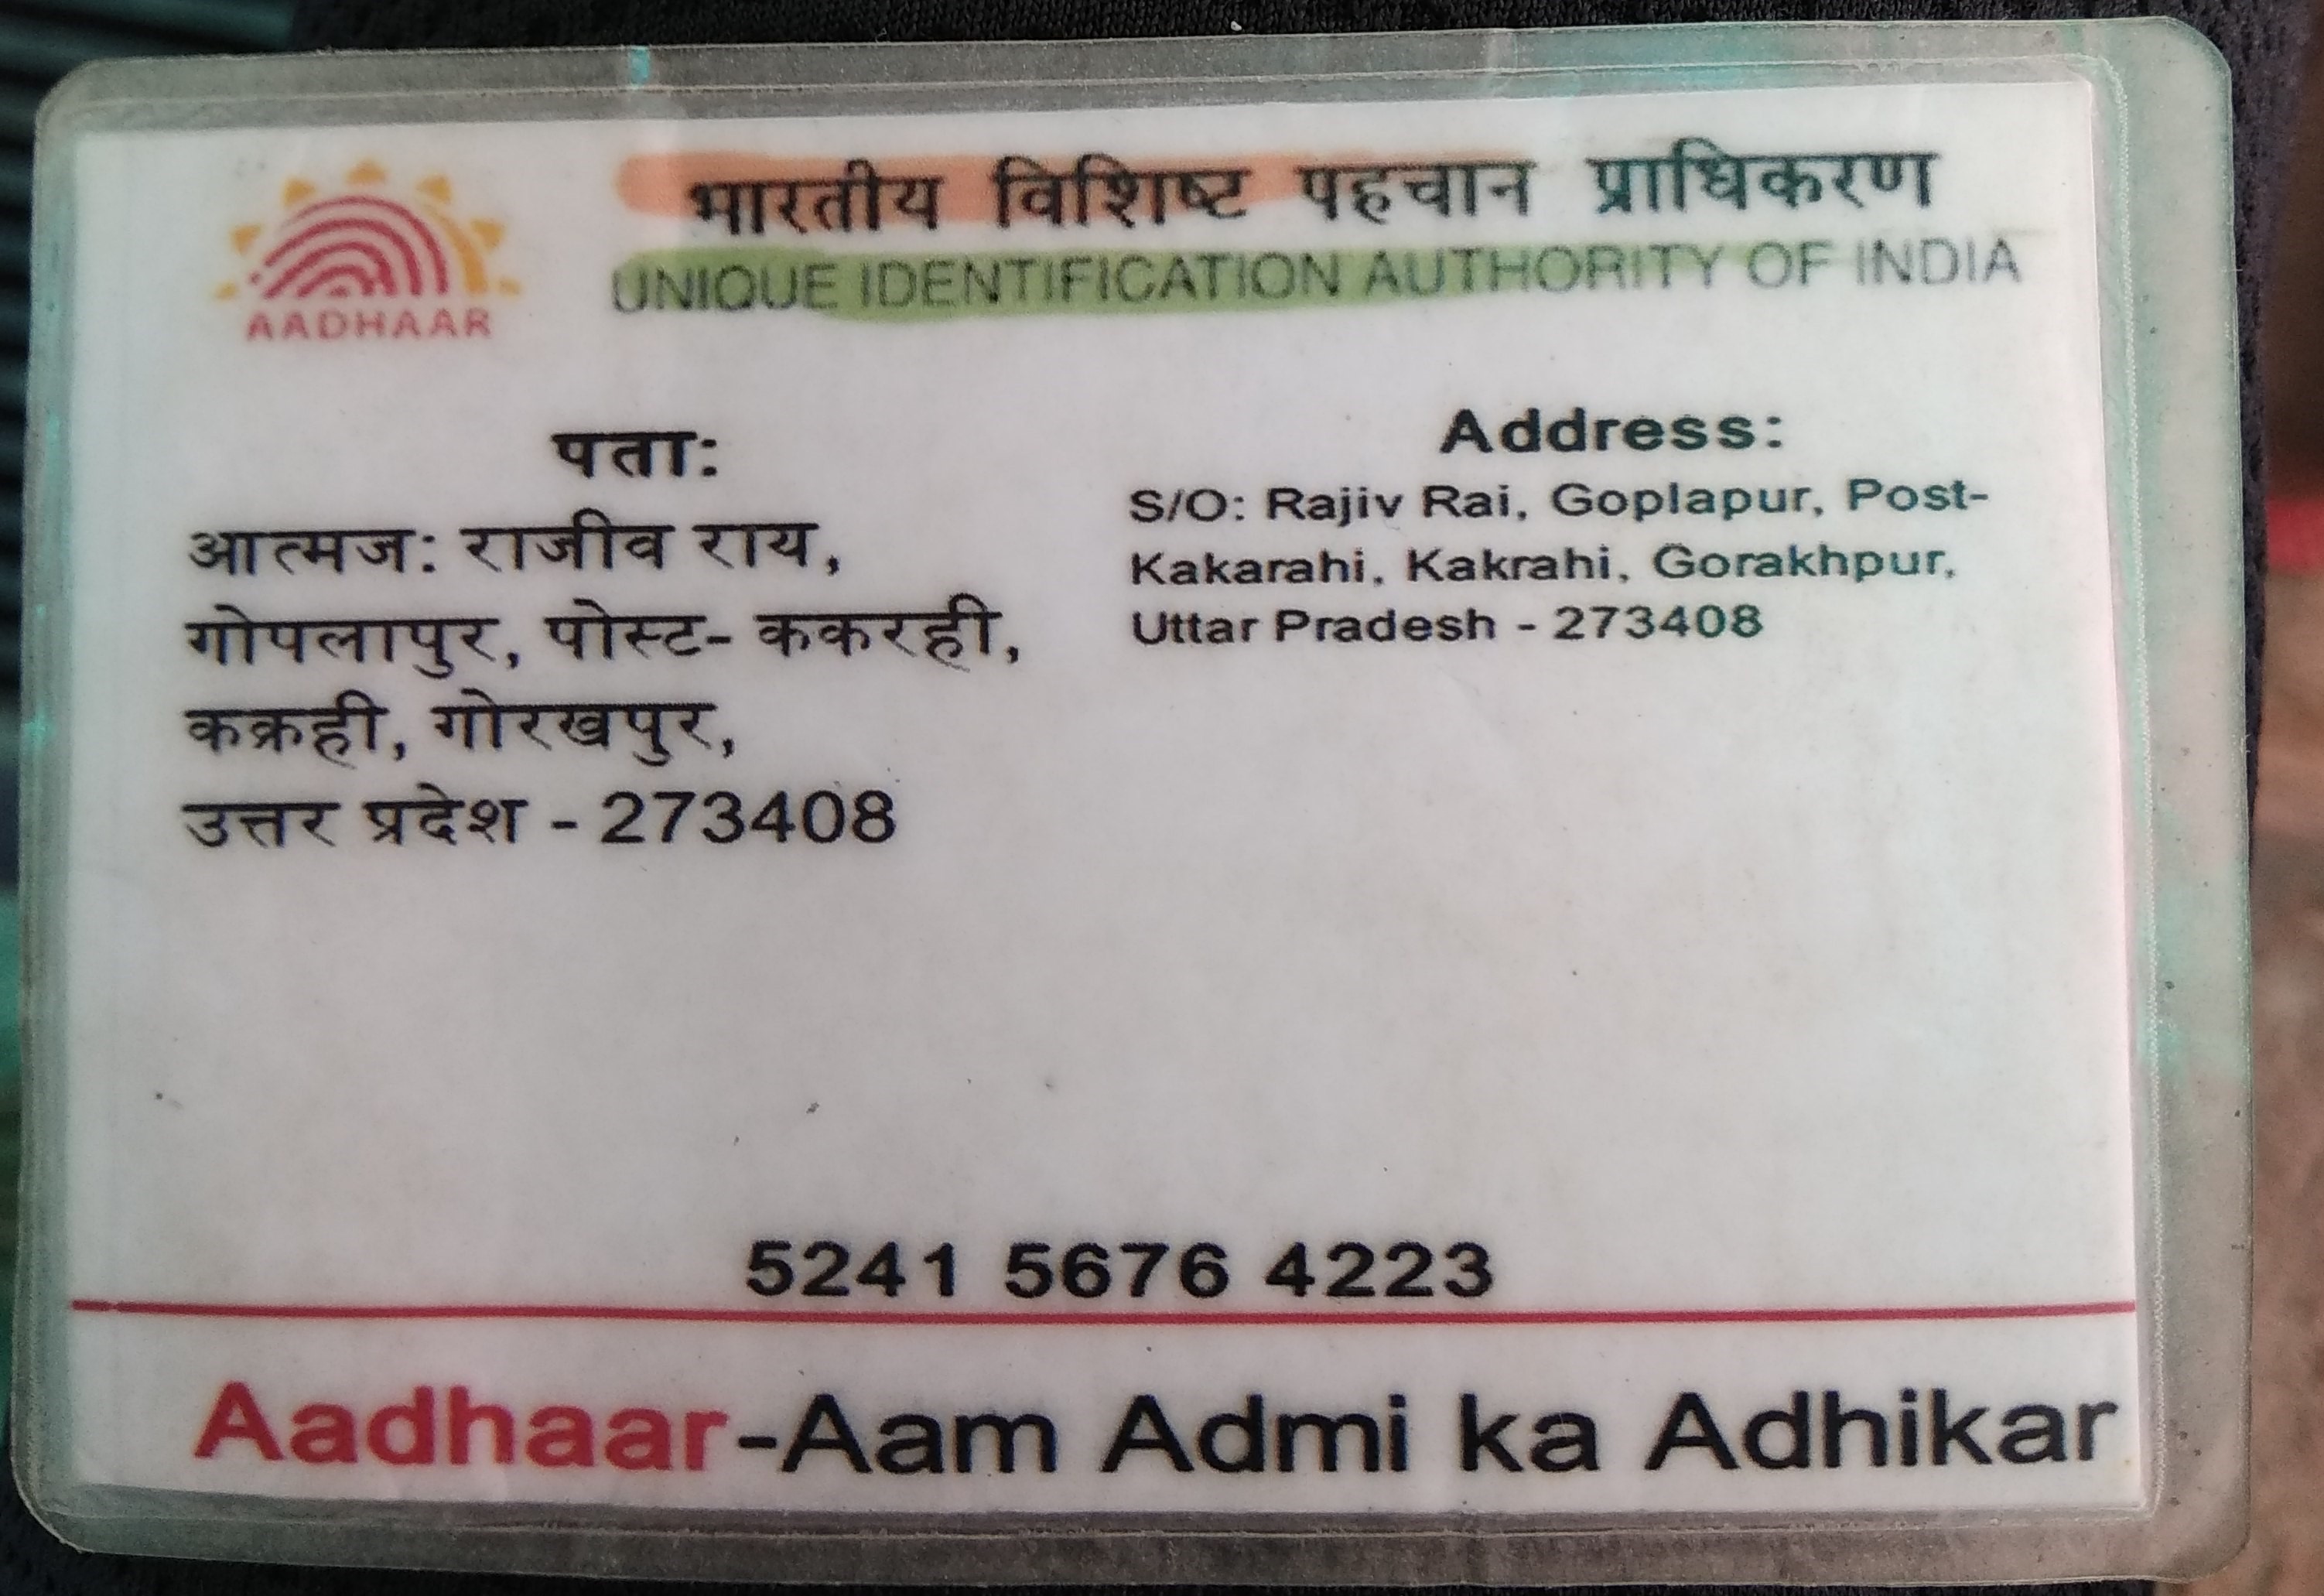 भारतीय विशिष्ट पहचान प्राधिकरण
UNIQUE IDENTIFICATION AUTHORITY OF INDIA
AADHAAR
पता:
आत्मज: राजीव राय,
गोपलापुर, पोस्ट- ककरही,
कक्रही, गोरखपुर,
उत्तर प्रदेश - 273408
Address:
S/O: Rajiv Rai, Goplapur, Post-
Kakarahi, Kakrahi, Gorakhpur,
Uttar Pradesh - 273408
5241 5676 4223
Aadhaar-Aam Admi ka Adhikar